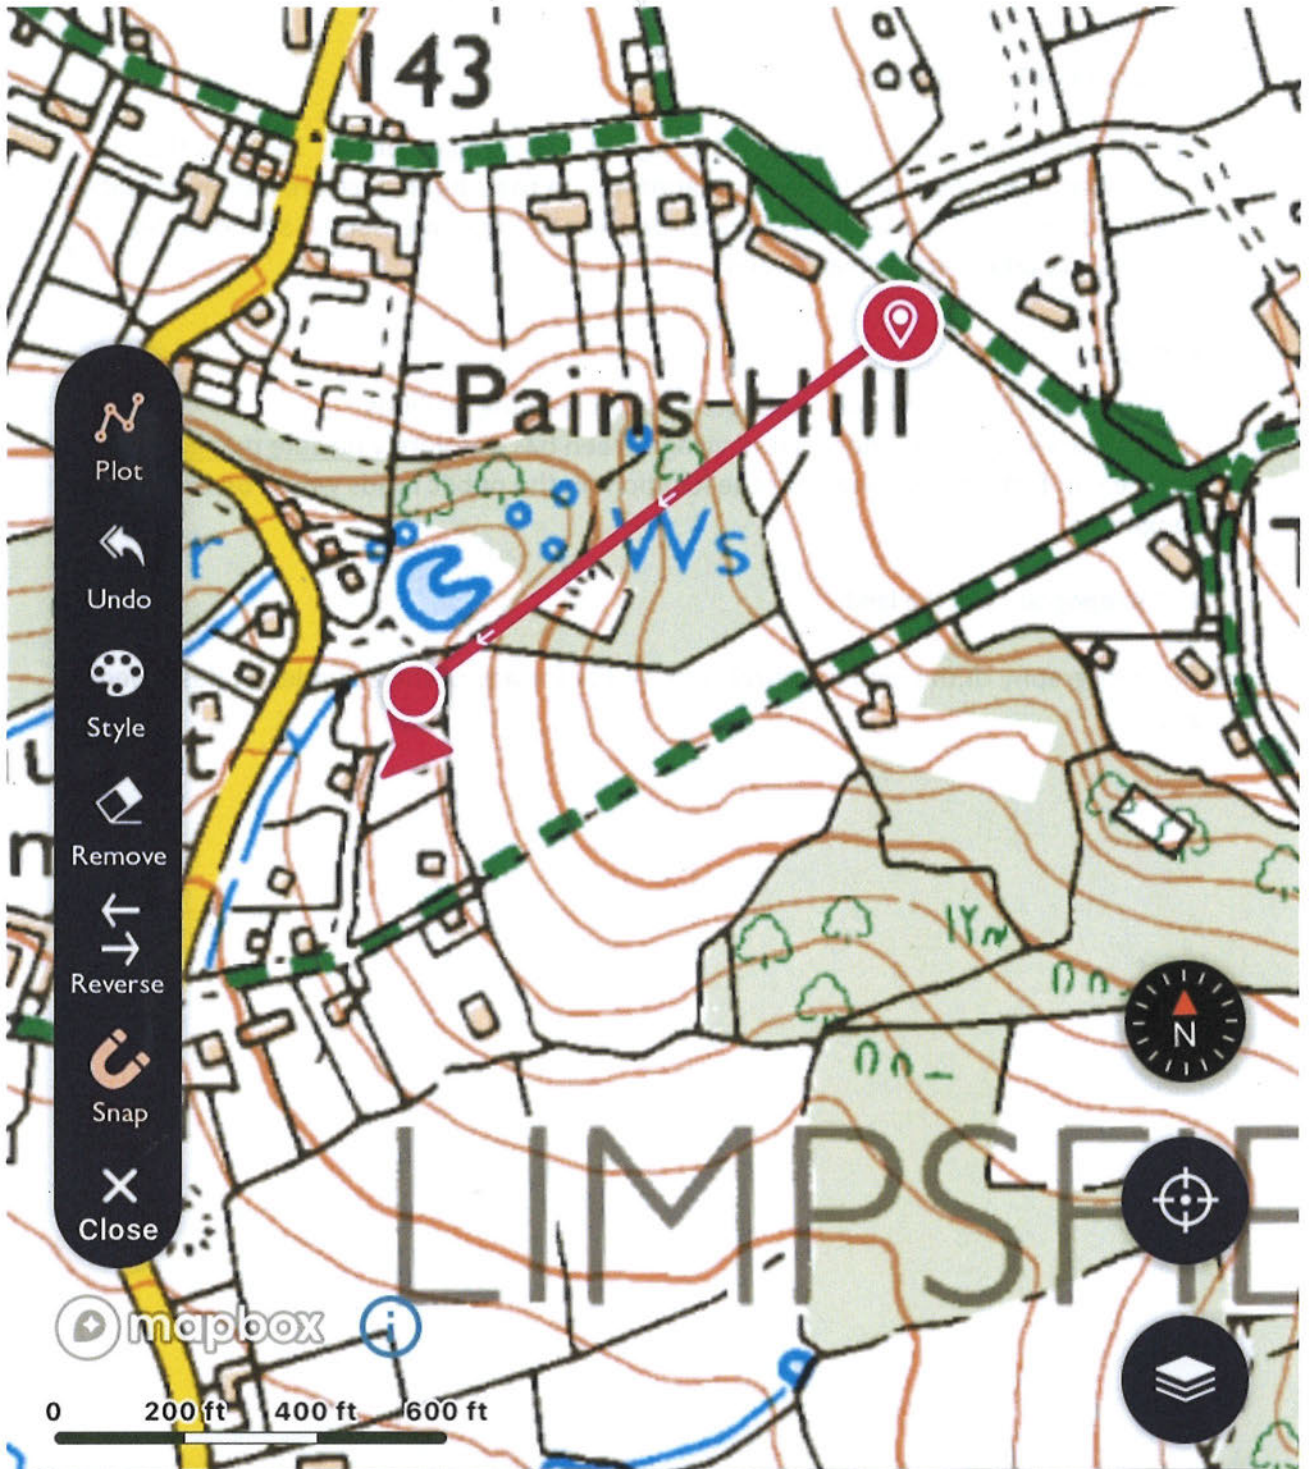 143
Pains Hill
Plot
Ws
r
Undo
Style
t
Remove
Reverse
N
Snap
LIMPSFIE
Close
mapbox
i
0 200 ft 400 ft 600 ft